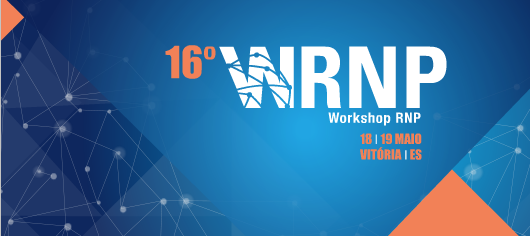 16º WRNP
Workshop RNP
18 | 19 MAIO
VITÓRIA | ES